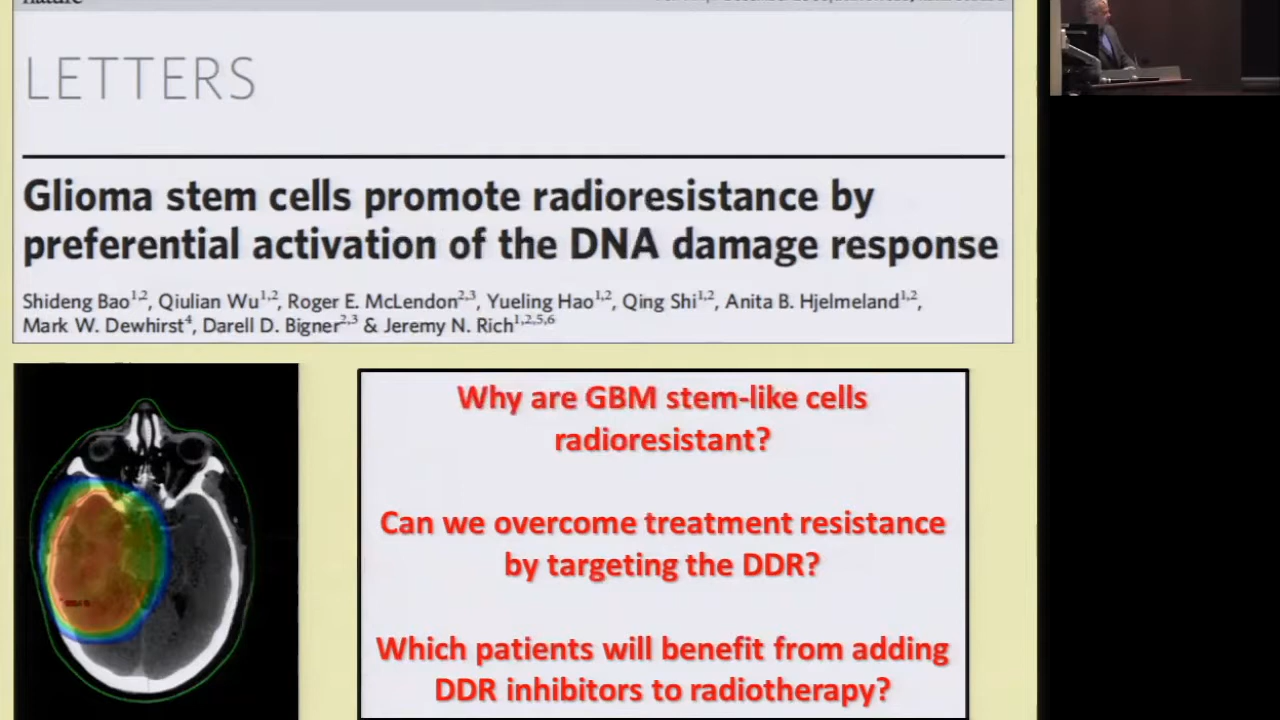 nature
LETTERS
Glioma stem cells promote radioresistance by
preferential activation of the DNA damage response
Shideng Bao1,2, Qiulian Wu1,2, Roger E. McLendon2,3, Yueling Hao1,2, Qing Shi1,2, Anita B. Hjelmeland1,2,
Mark W. Dewhirst4, Darell D. Bigner2,3 & Jeremy N. Rich1,2,5,6
Why are GBM stem-like cells
radioresistant?
Can we overcome treatment resistance
by targeting the DDR?
Which patients will benefit from adding
DDR inhibitors to radiotherapy?